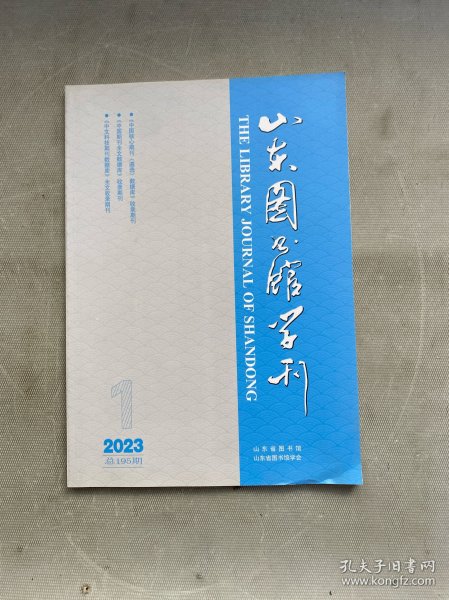 山东图书馆学刊
THE LIBRARY JOURNAL OF SHANDONG
●《中国核心期刊（遴选）数据库》收录期刊
●《中国期刊全文数据库》收录期刊
●《中文科技期刊数据库》全文收录期刊
1
2023
总195期
山东省图书馆
山东省图书馆学会
孔夫子旧书网
www.kongfz.com